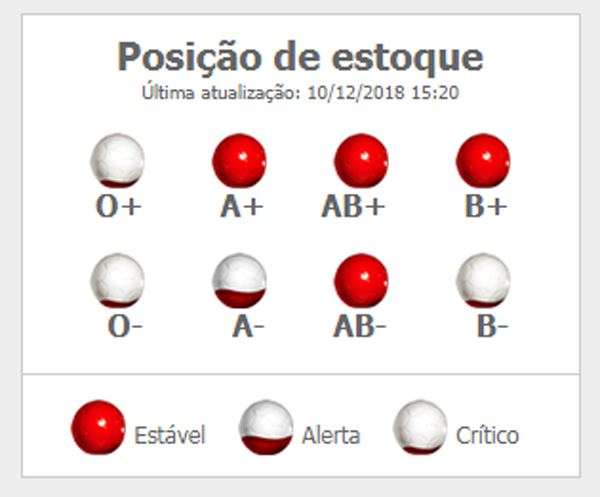 Posição de estoque
Última atualização: 10/12/2018 15:20
O+ A+ AB+ B+
O- A- AB- B-
Estável Alerta Crítico